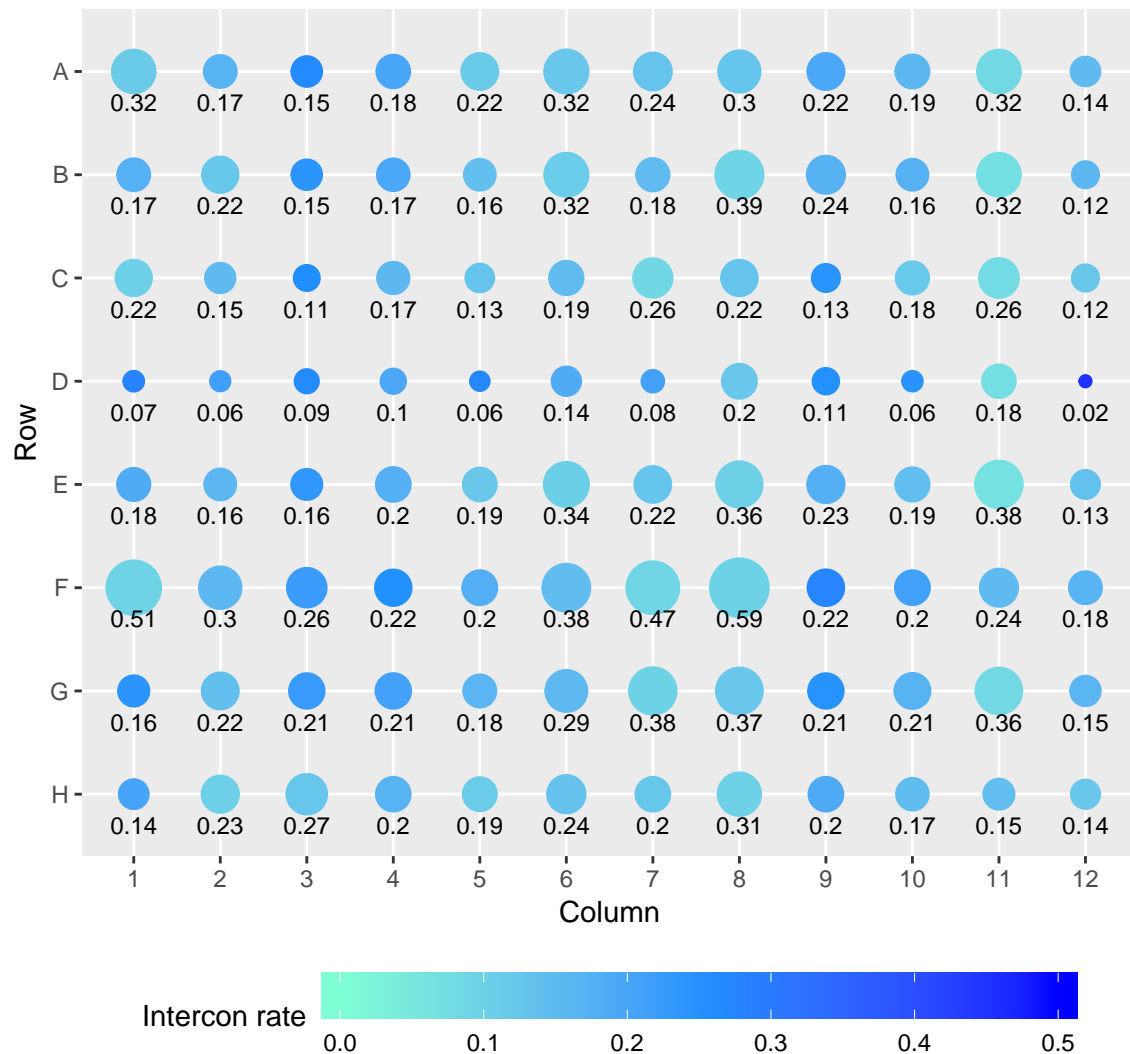 A
0.32 0.17 0.15 0.18 0.22 0.32 0.24 0.3 0.22 0.19 0.32 0.14
B
0.17 0.22 0.15 0.17 0.16 0.32 0.18 0.39 0.24 0.16 0.32 0.12
C
0.22 0.15 0.11 0.17 0.13 0.19 0.26 0.22 0.13 0.18 0.26 0.12
D
0.07 0.06 0.09 0.1 0.06 0.14 0.08 0.2 0.11 0.06 0.18 0.02
Row
E
0.18 0.16 0.16 0.2 0.19 0.34 0.22 0.36 0.23 0.19 0.38 0.13
F
0.51 0.3 0.26 0.22 0.2 0.38 0.47 0.59 0.22 0.2 0.24 0.18
G
0.16 0.22 0.21 0.21 0.18 0.29 0.38 0.37 0.21 0.21 0.36 0.15
H
0.14 0.23 0.27 0.2 0.19 0.24 0.2 0.31 0.2 0.17 0.15 0.14
1 2 3 4 5 6 7 8 9 10 11 12
Column
Intercon rate
0.0 0.1 0.2 0.3 0.4 0.5